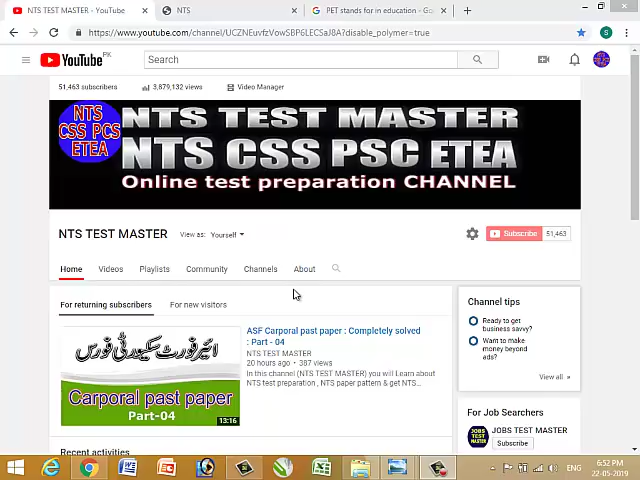 NTS TEST MASTER - YouTube
NTS
PET stands for in education - Go
https://www.youtube.com/channel/UCZNEuvfzVowSBP6LECSaJ8A?disable_polymer=true
S
YouTube PK
Search
51,463 subscribers
3,879,132 views
Video Manager
NTS
CSS PCS
ETEA
NTS TEST MASTER
NTS CSS PSC ETEA
Online test preparation CHANNEL
NTS TEST MASTER
View as: Yourself
Subscribe 51,463
Home Videos Playlists Community Channels About
For returning subscribers For new visitors
ائیرفورٹ سیکیورٹی فورس
Carporal past paper
Part-04
13:16
ASF Carporal past paper : Completely solved
: Part - 04
NTS TEST MASTER
20 hours ago • 387 views
In this channel (NTS TEST MASTER) you will Learn about
NTS test preparation , NTS paper pattern & get NTS...
Recent activities
Channel tips
Ready to get
business savvy?
Want to make
money beyond
ads?
View all »
For Job Searchers
JOBS
TEST MASTER
JOBS TEST MASTER
Subscribe
ENG
6:52 PM
22-05-2019